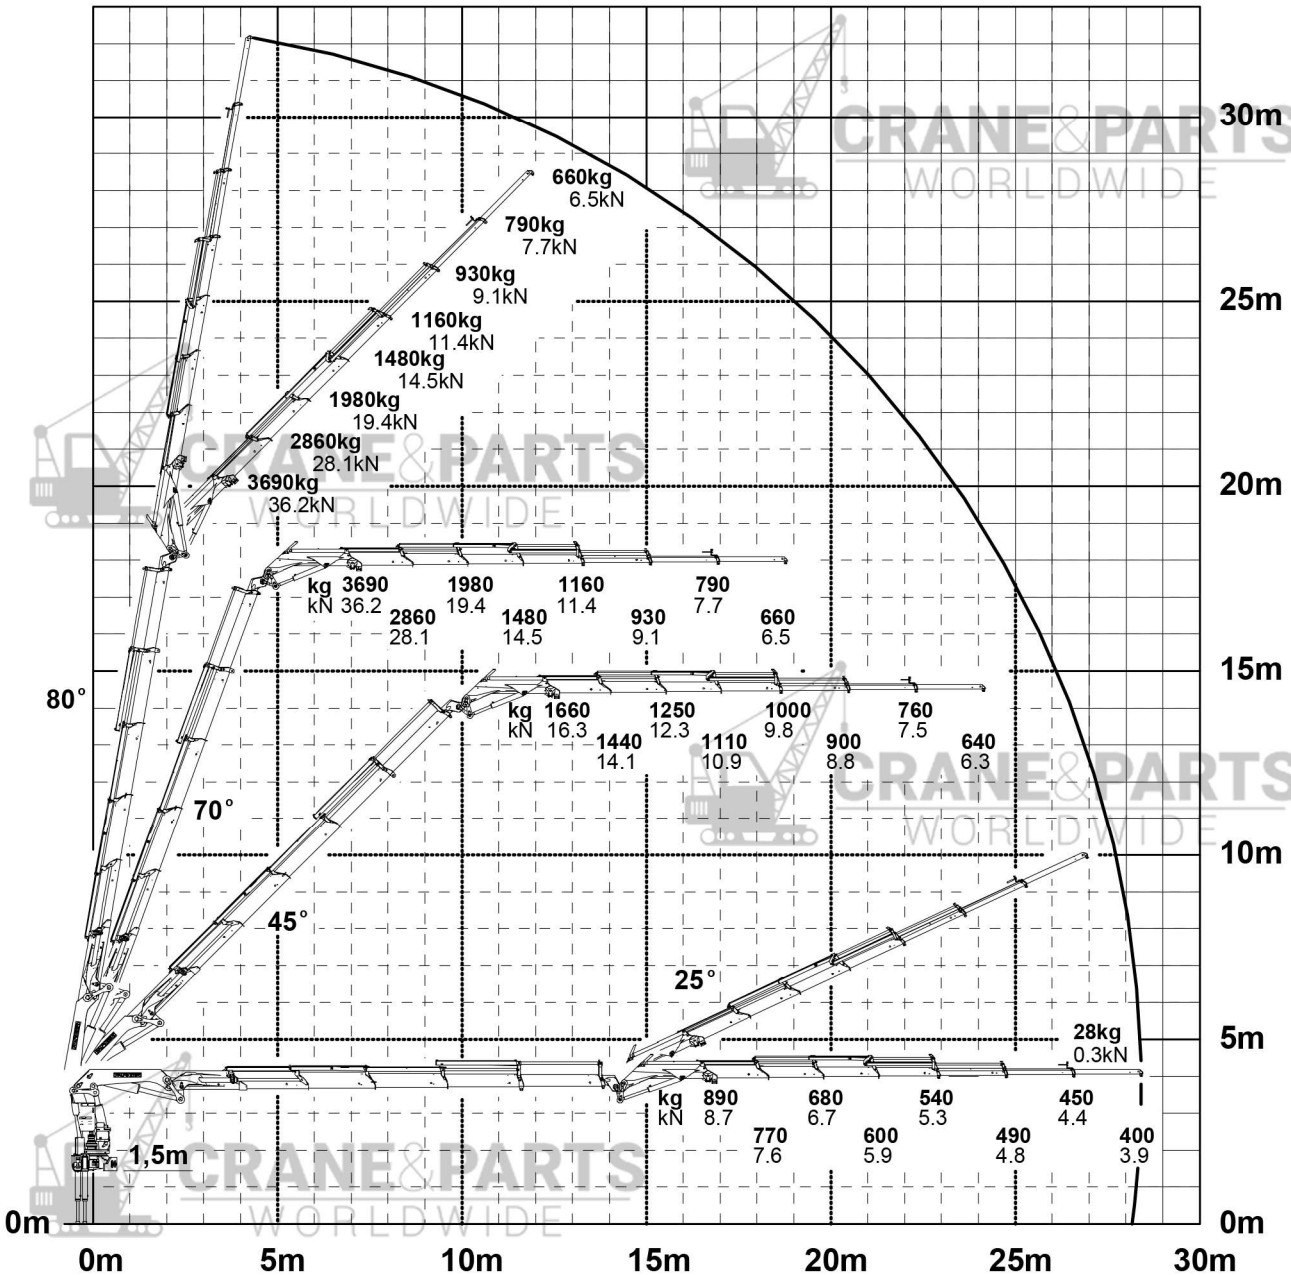 30m
CRANE&PARTS
WORLDWIDE
660kg
6.5kN
790kg
7.7kN
930kg
9.1kN
25m
1160kg
11.4kN
1480kg
14.5kN
1980kg
19.4kN
2860kg
28.1kN
CRANE&PARTS
WORLDWIDE
3690kg
36.2kN
20m
kg 3690 1980 1160 790
kN 36.2 19.4 11.4 7.7
2860 1480 930 660
28.1 14.5 9.1 6.5
15m
80°
kg 1660 1250 1000 760
kN 16.3 12.3 9.8 7.5
1440 1110 900 640
14.1 10.9 8.8 6.3
CRANE&PARTS
WORLDWIDE
70°
10m
45°
25°
28kg
0.3kN
5m
kg 890 680 540 450
kN 8.7 6.7 5.3 4.4
770 600 490 400
7.6 5.9 4.8 3.9
1,5m
CRANE&PARTS
WORLDWIDE
0m 0m
0m 5m 10m 15m 20m 25m 30m